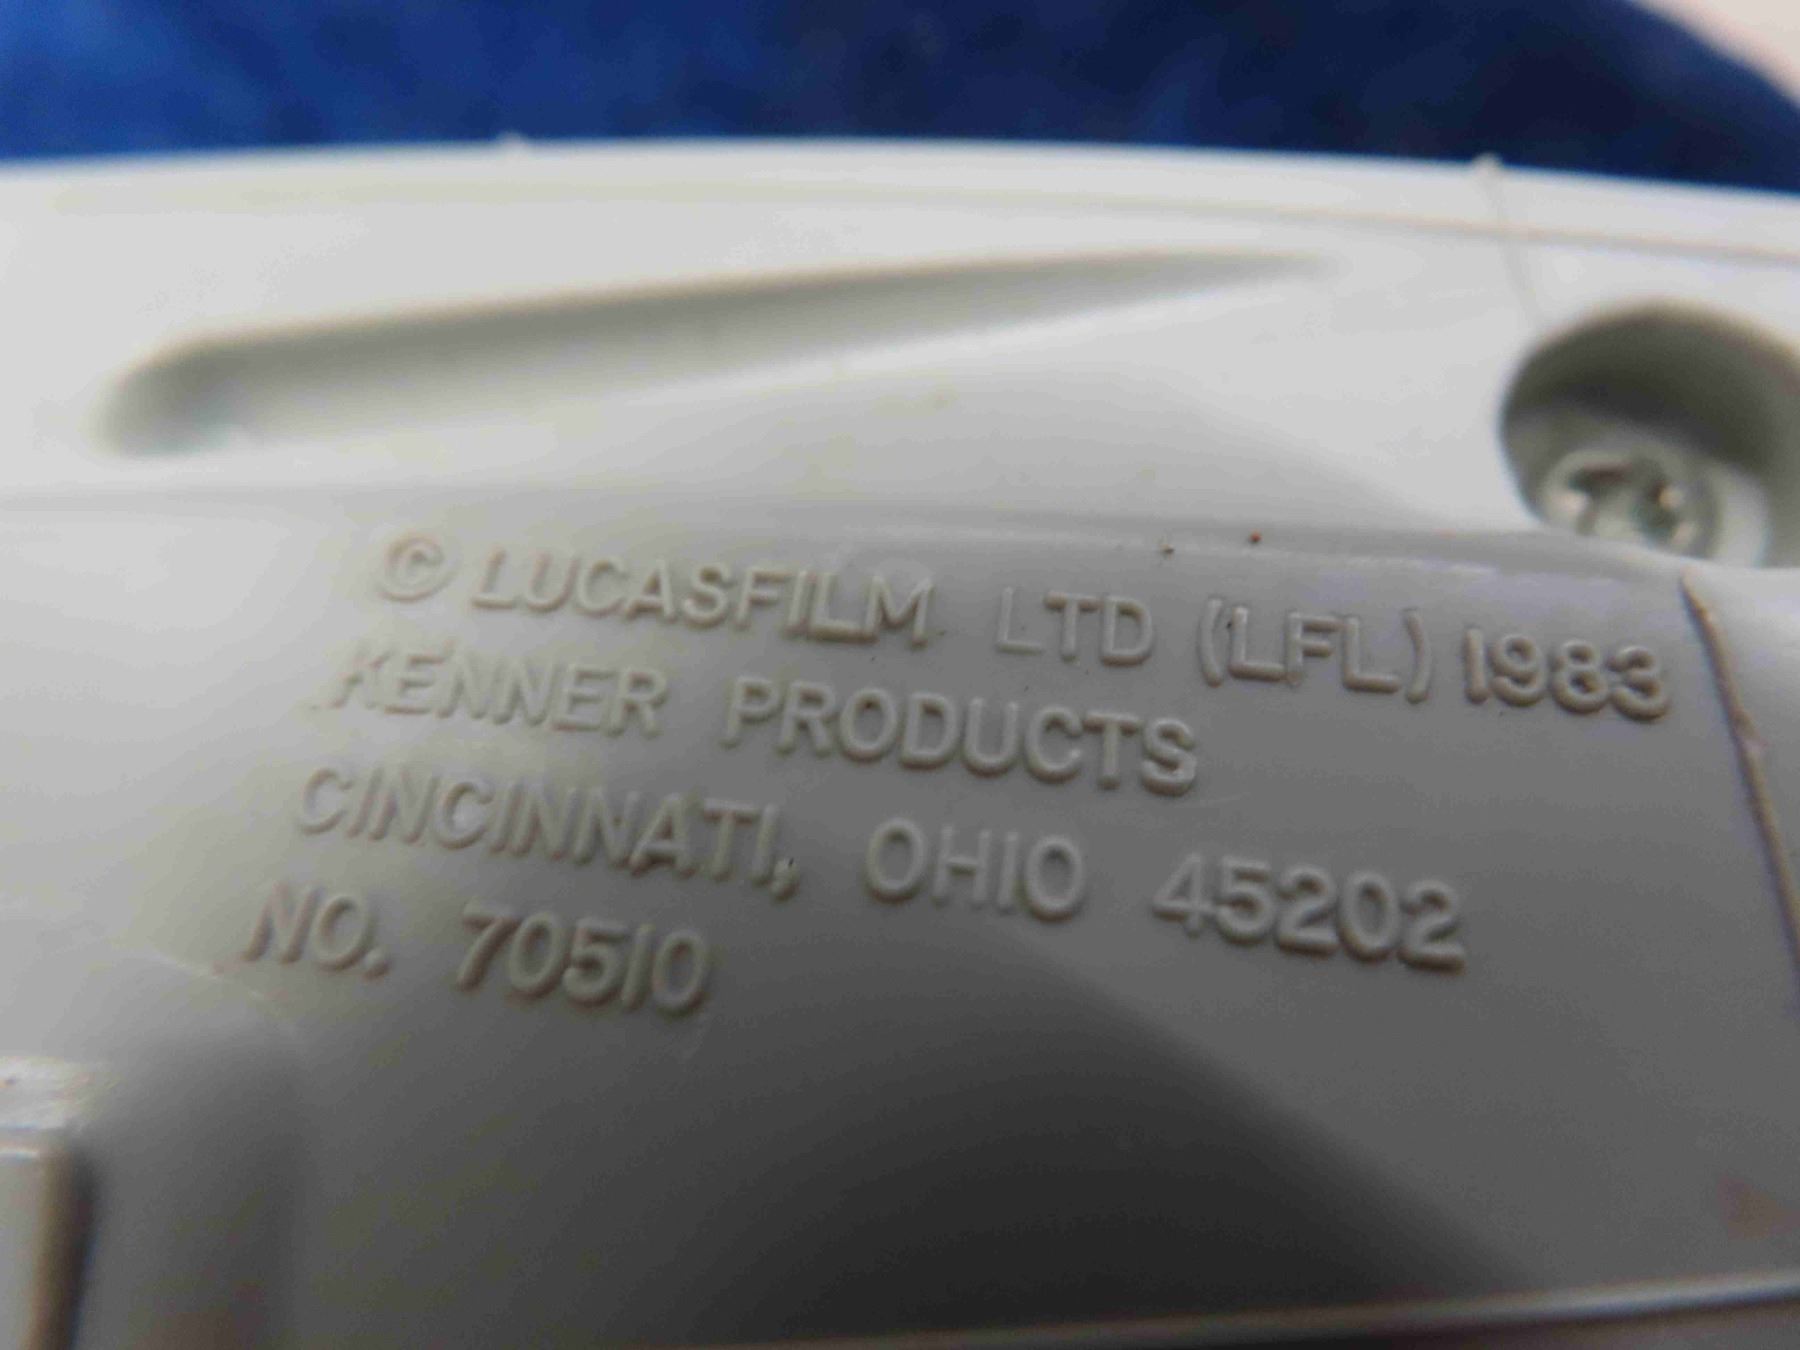 © LUCASFILM LTD (LFL) 1983
KENNER PRODUCTS
CINCINNATI, OHIO 45202
NO. 70510